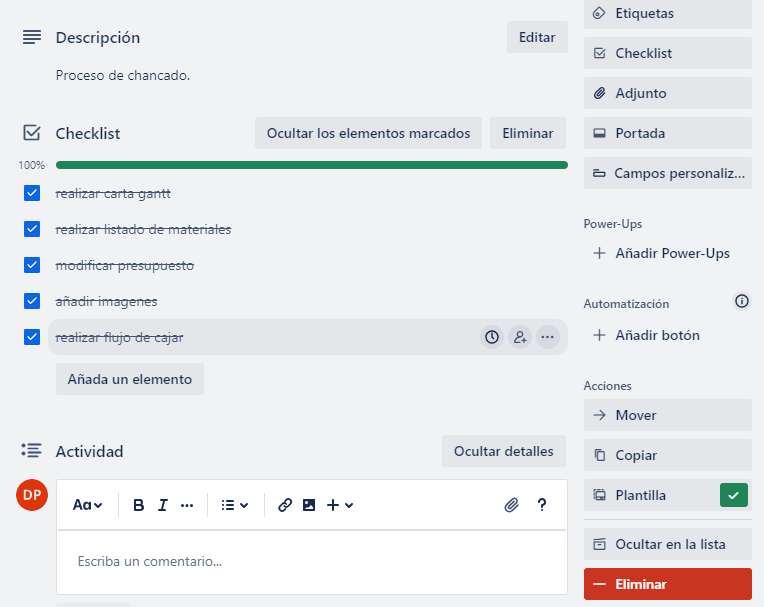 Descripción
Editar
Proceso de chancado.
Checklist
Ocultar los elementos marcados
Eliminar
100%
realizar carta gantt
realizar listado de materiales
modificar presupuesto
añadir imagenes
realizar flujo de cajar
Añada un elemento
Actividad
Ocultar detalles
DP
Aa
B I ... ?
Escriba un comentario...
Etiquetas
Checklist
Adjunto
Portada
Campos personaliz...
Power-Ups
Añadir Power-Ups
Automatización
Añadir botón
Acciones
Mover
Copiar
Plantilla
Ocultar en la lista
Eliminar